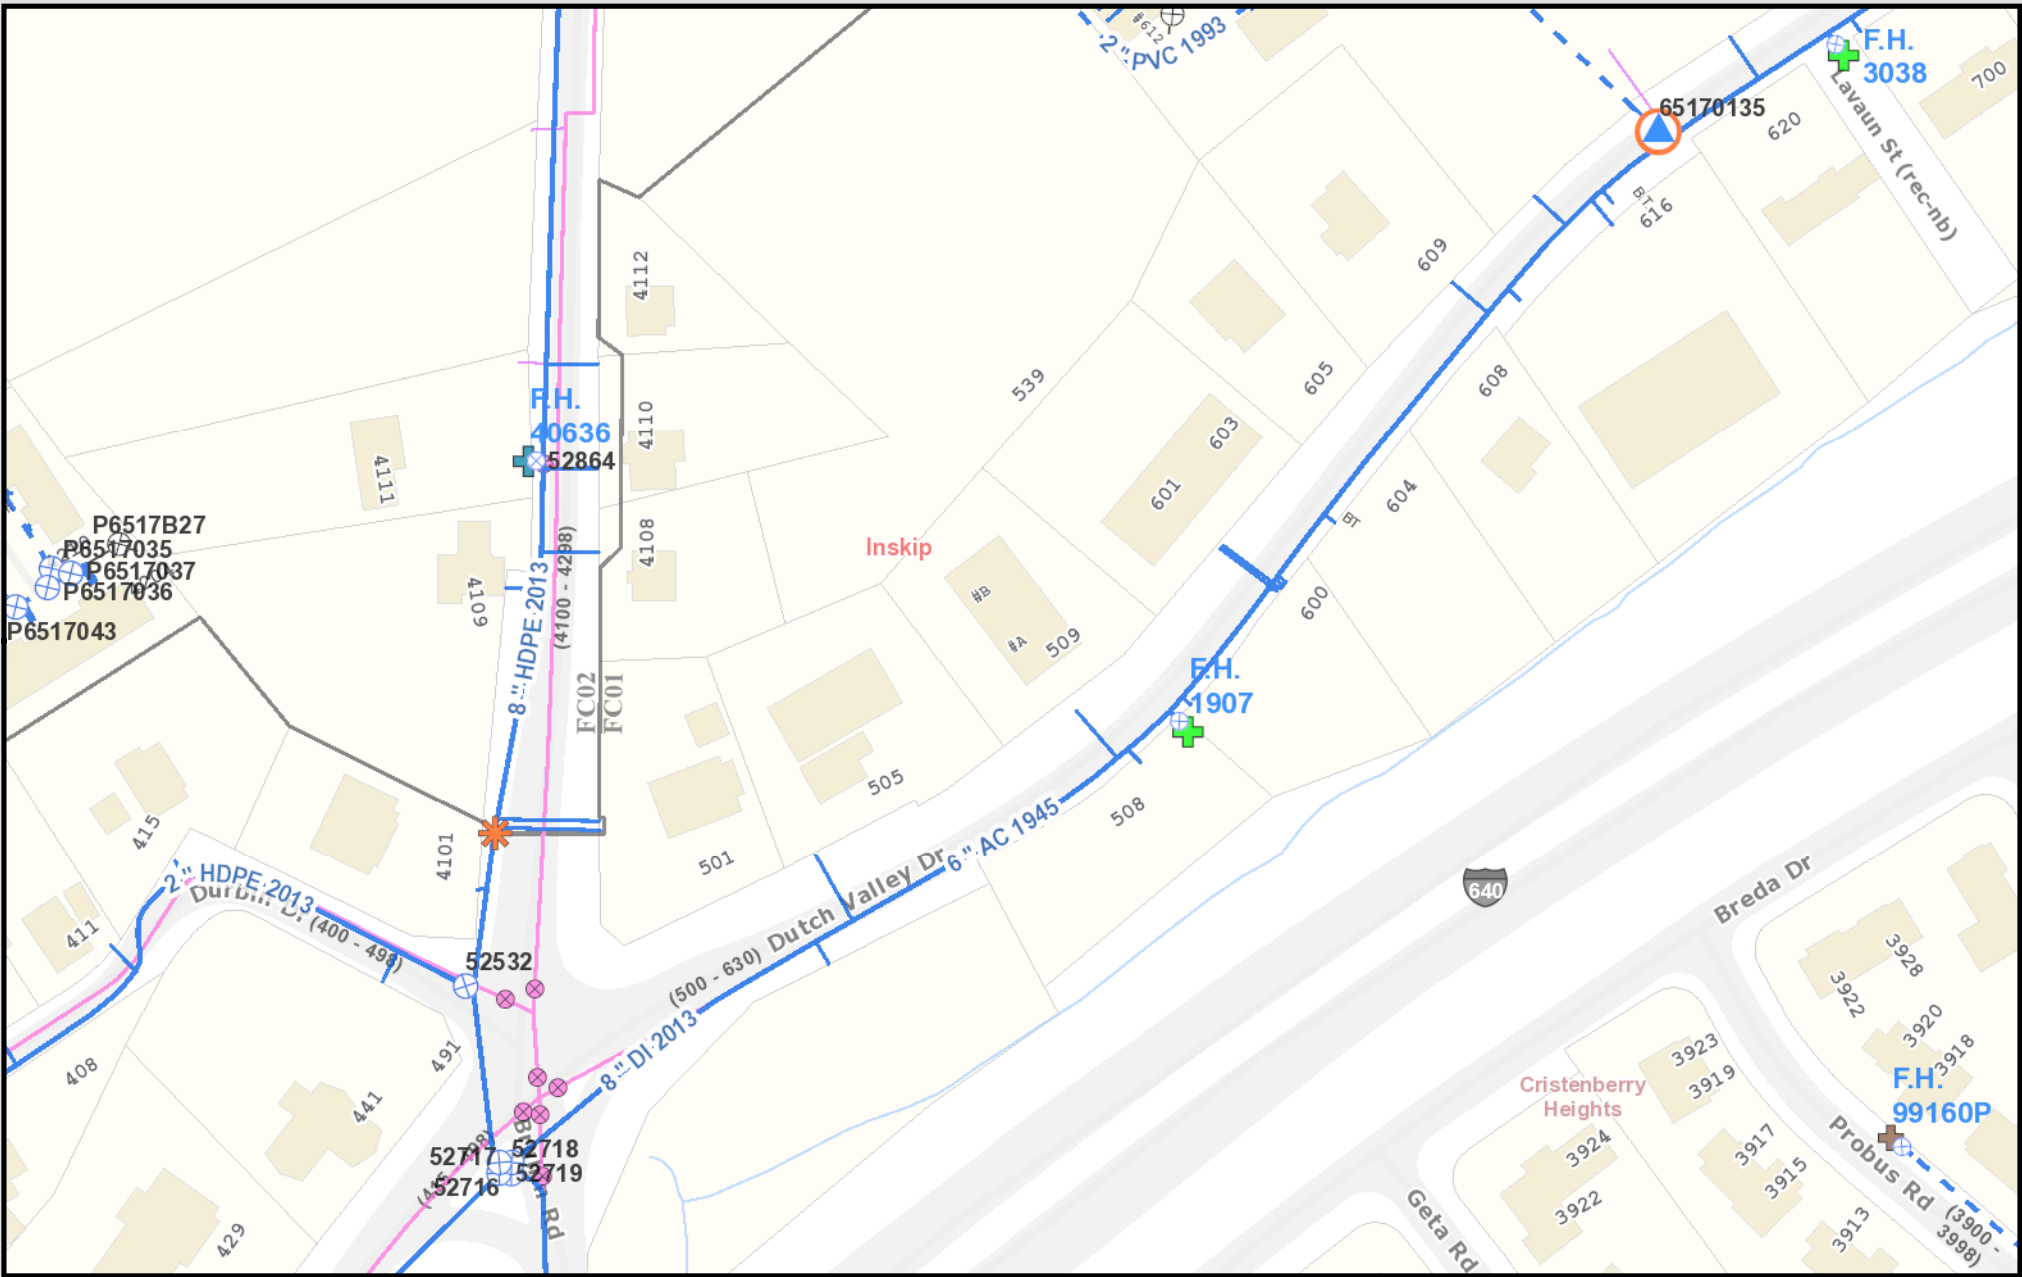 #612
2" PVC 1993
F.H.
3038
700
65170135
620
Lavaun St (rec-nb)
BT
616
609
4112
539
605
608
F.H.
40636
52864
4110
4111
603
601
604
BT
P6517B27
P6517035
P6517037
P6517036
P6517043
4109
8" HDPE 2013
(4100 - 4298)
4108
Inskip
#B
#A
509
600
F.H.
1907
FC02
FC01
415
4101
501
505
508
6" AC 1945
2" HDPE 2013
Durbin Dr (400 - 498)
411
(500 - 630) Dutch Valley Dr
640
Breda Dr
52532
8" DI 2013
408
491
441
3928
3922
3920
3918
3923
3919
Cristenberry
Heights
F.H.
99160P
52717
52718
52716
52719
Rd
429
3924
3922
3917
3915
3913
Probus Rd (3900 -
3998)
Geta Rd